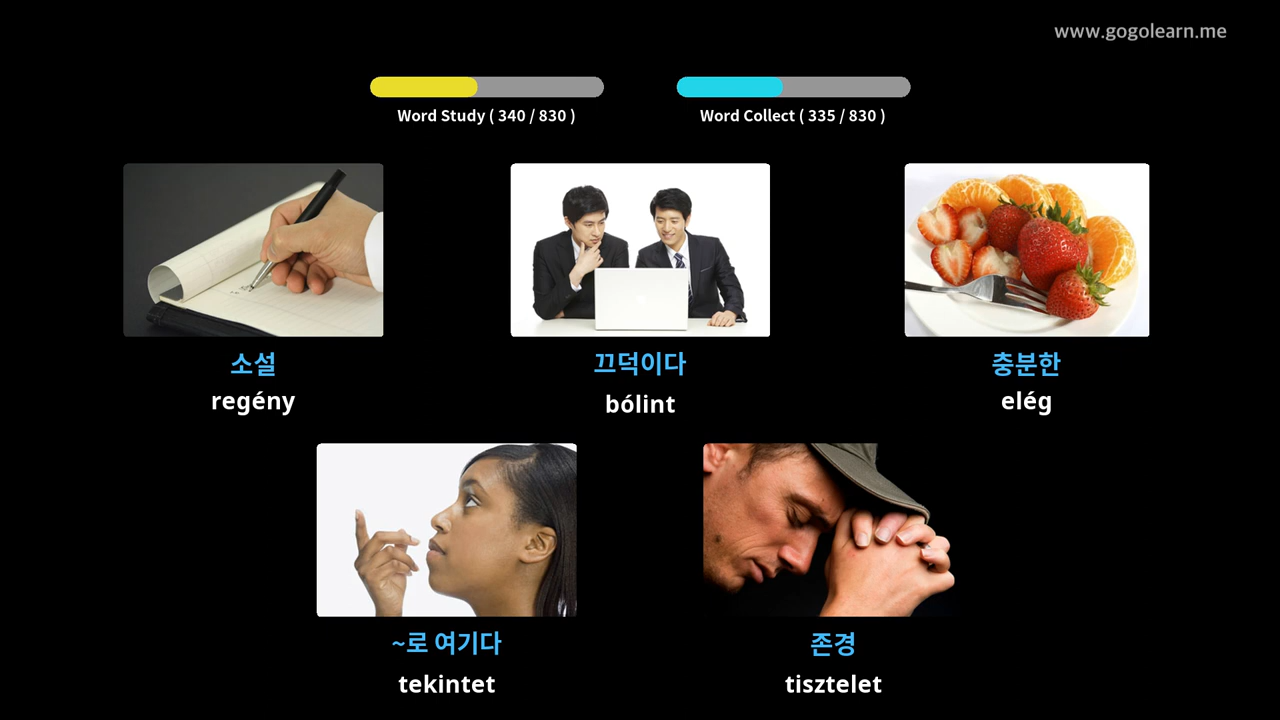 www.gogolearn.me
Word Study ( 340 / 830 )
Word Collect ( 335 / 830 )
소설
regény
끄덕이다
bólint
충분한
elég
~로 여기다
tekintet
존경
tisztelet